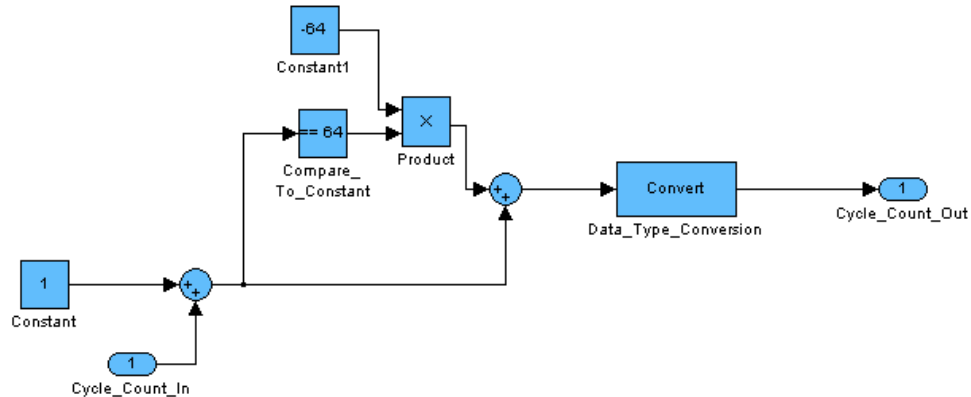 -64
Constant1
== 64
Compare_
To_Constant
×
Product
+
+
Convert
Data_Type_Conversion
1
Cycle_Count_Out
1
Constant
+
+
1
Cycle_Count_In